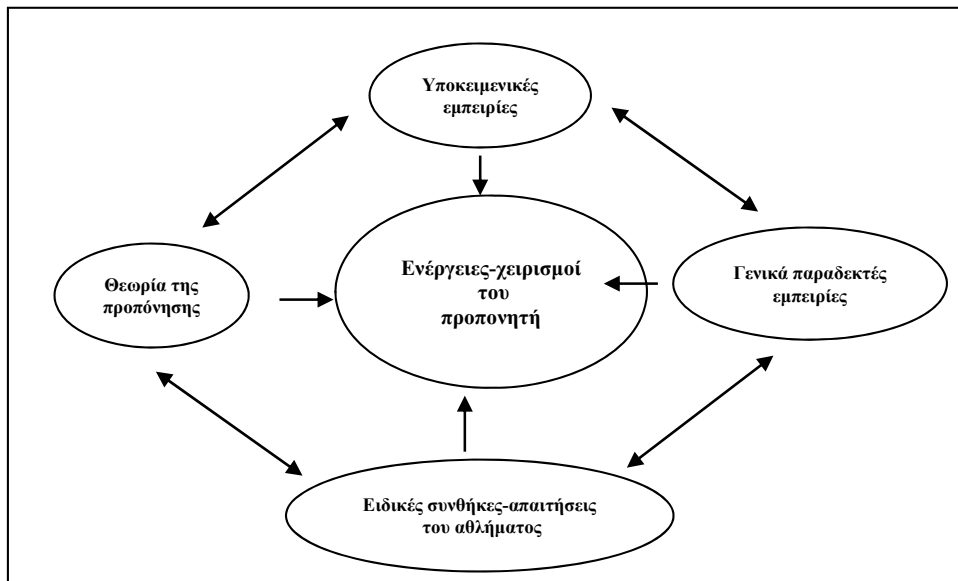 Υποκειμενικές
εμπειρίες
Θεωρία της
προπόνησης
Ενέργειες-χειρισμοί
του
προπονητή
Γενικά παραδεκτές
εμπειρίες
Ειδικές συνθήκες-απαιτήσεις
του αθλήματος